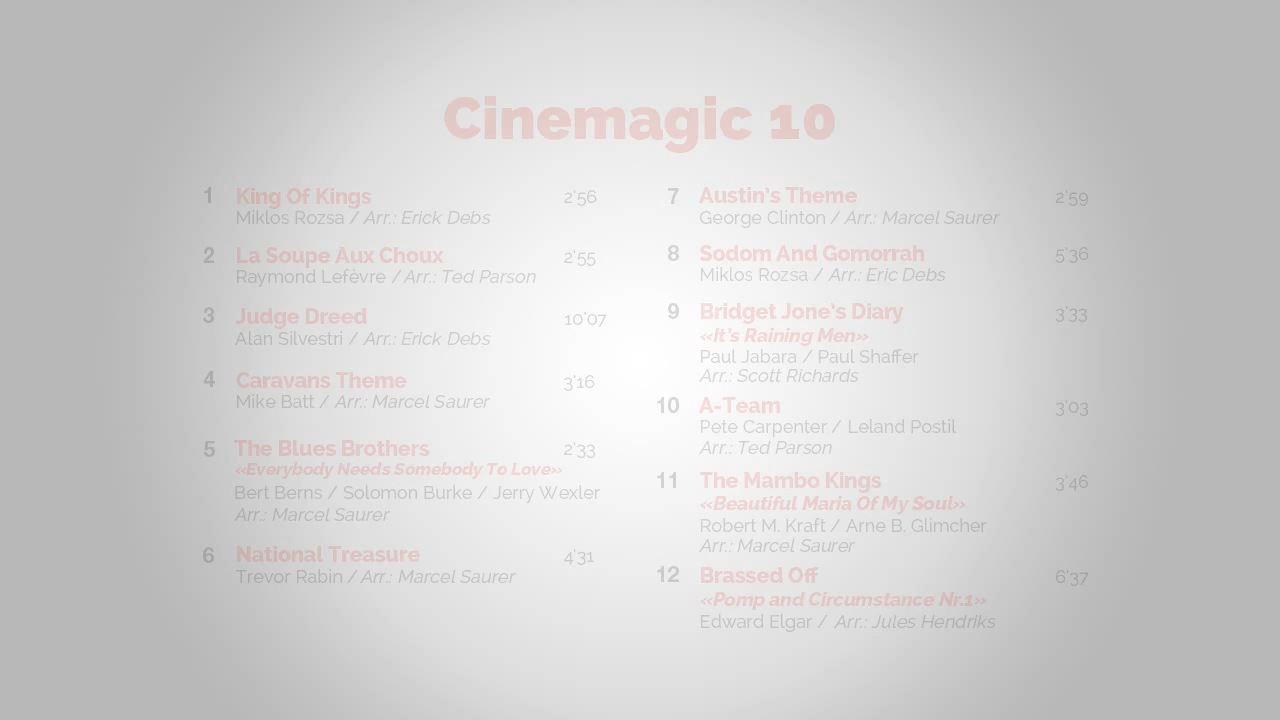 Cinemagic 10
1 King Of Kings 2'56
Miklos Rozsa / Arr.: Erick Debs
2 La Soupe Aux Choux 2'55
Raymond Lefèvre / Arr.: Ted Parson
3 Judge Dreed 10'07
Alan Silvestri / Arr.: Erick Debs
4 Caravans Theme 3'16
Mike Batt / Arr.: Marcel Saurer
5 The Blues Brothers 2'33
«Everybody Needs Somebody To Love»
Bert Berns / Solomon Burke / Jerry Wexler
Arr.: Marcel Saurer
6 National Treasure 4'31
Trevor Rabin / Arr.: Marcel Saurer
7 Austin's Theme 2'59
George Clinton / Arr.: Marcel Saurer
8 Sodom And Gomorrah 5'36
Miklos Rozsa / Arr.: Eric Debs
9 Bridget Jone's Diary 3'33
«It's Raining Men»
Paul Jabara / Paul Shaffer
Arr.: Scott Richards
10 A-Team 3'03
Pete Carpenter / Leland Postil
Arr.: Ted Parson
11 The Mambo Kings 3'46
«Beautiful Maria Of My Soul»
Robert M. Kraft / Arne B. Glimcher
Arr.: Marcel Saurer
12 Brassed Off 6'37
«Pomp and Circumstance Nr.1»
Edward Elgar / Arr.: Jules Hendriks